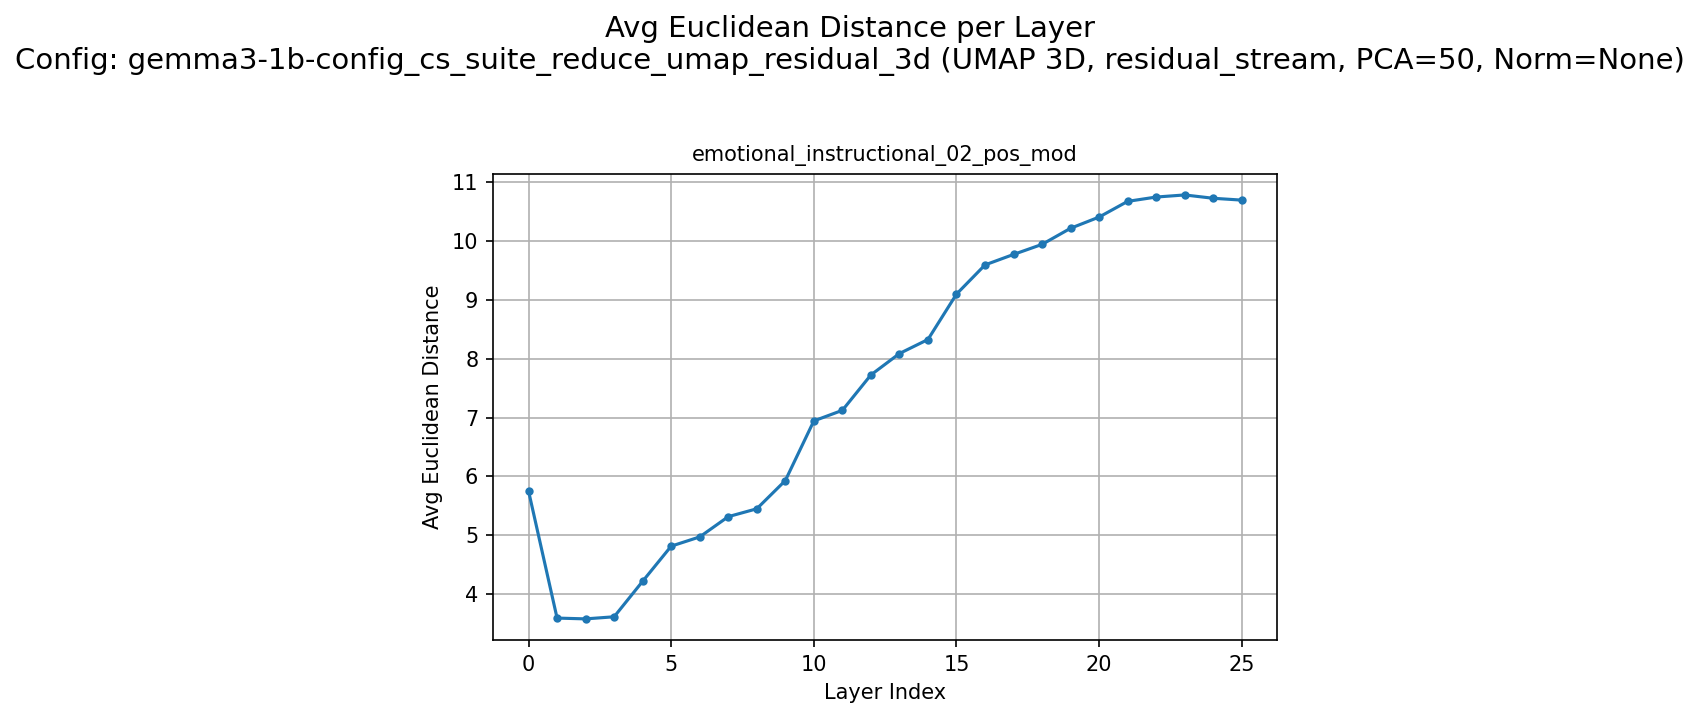 Avg Euclidean Distance per Layer
Config: gemma3-1b-config_cs_suite_reduce_umap_residual_3d (UMAP 3D, residual_stream, PCA=50, Norm=None)
emotional_instructional_02_pos_mod
Avg Euclidean Distance
11
10
9
8
7
6
5
4
0 5 10 15 20 25
Layer Index